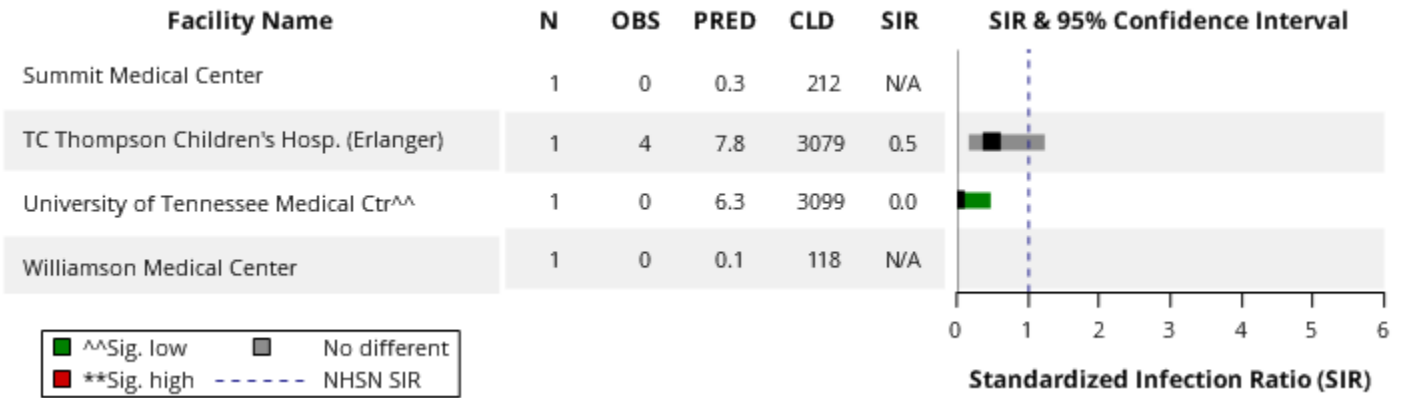 Facility Name N OBS PRED CLD SIR SIR & 95% Confidence Interval
Summit Medical Center 1 0 0.3 212 N/A
TC Thompson Children's Hosp. (Erlanger) 1 4 7.8 3079 0.5
University of Tennessee Medical Ctr^^ 1 0 6.3 3099 0.0
Williamson Medical Center 1 0 0.1 118 N/A
0 1 2 3 4 5 6
^^Sig. low No different
**Sig. high NHSN SIR
Standardized Infection Ratio (SIR)